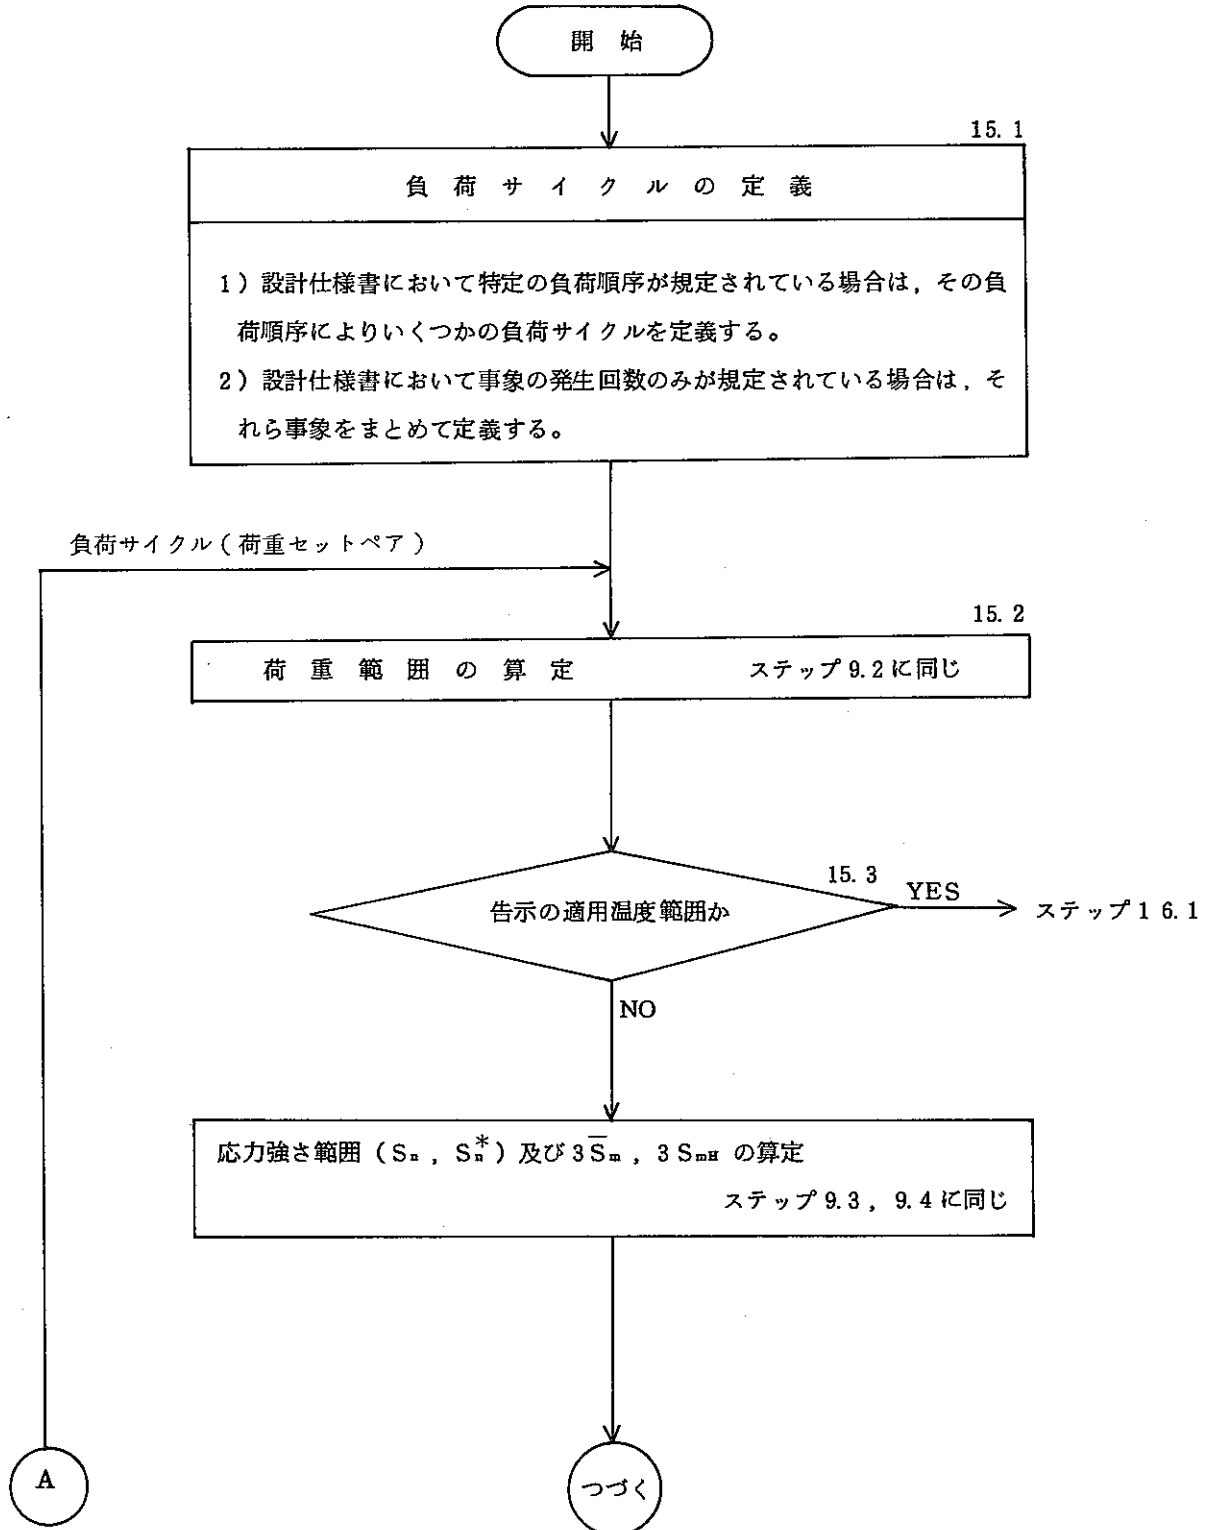 開始
15.1
負荷サイクルの定義
1）設計仕様書において特定の負荷順序が規定されている場合は，その負
荷順序によりいくつかの負荷サイクルを定義する。
2）設計仕様書において事象の発生回数のみが規定されている場合は，そ
れら事象をまとめて定義する。
負荷サイクル（荷重セットペア）
15.2
荷重範囲の算定 ステップ9.2に同じ
15.3
告示の適用温度範囲か
YES
ステップ16.1
NO
応力強さ範囲（Sn，Sn*）及び3S̅m，3SmH の算定
ステップ9.3，9.4に同じ
A
つづく